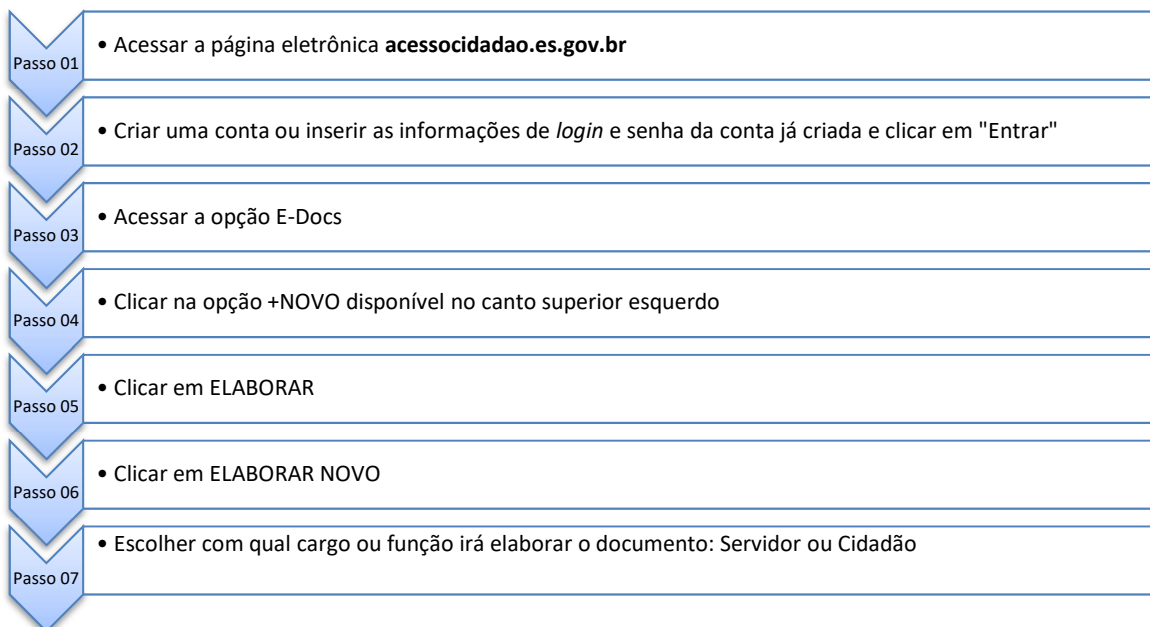 Passo 01
• Acessar a página eletrônica acessocidadao.es.gov.br
Passo 02
• Criar uma conta ou inserir as informações de login e senha da conta já criada e clicar em "Entrar"
Passo 03
• Acessar a opção E-Docs
Passo 04
• Clicar na opção +NOVO disponível no canto superior esquerdo
Passo 05
• Clicar em ELABORAR
Passo 06
• Clicar em ELABORAR NOVO
Passo 07
• Escolher com qual cargo ou função irá elaborar o documento: Servidor ou Cidadão